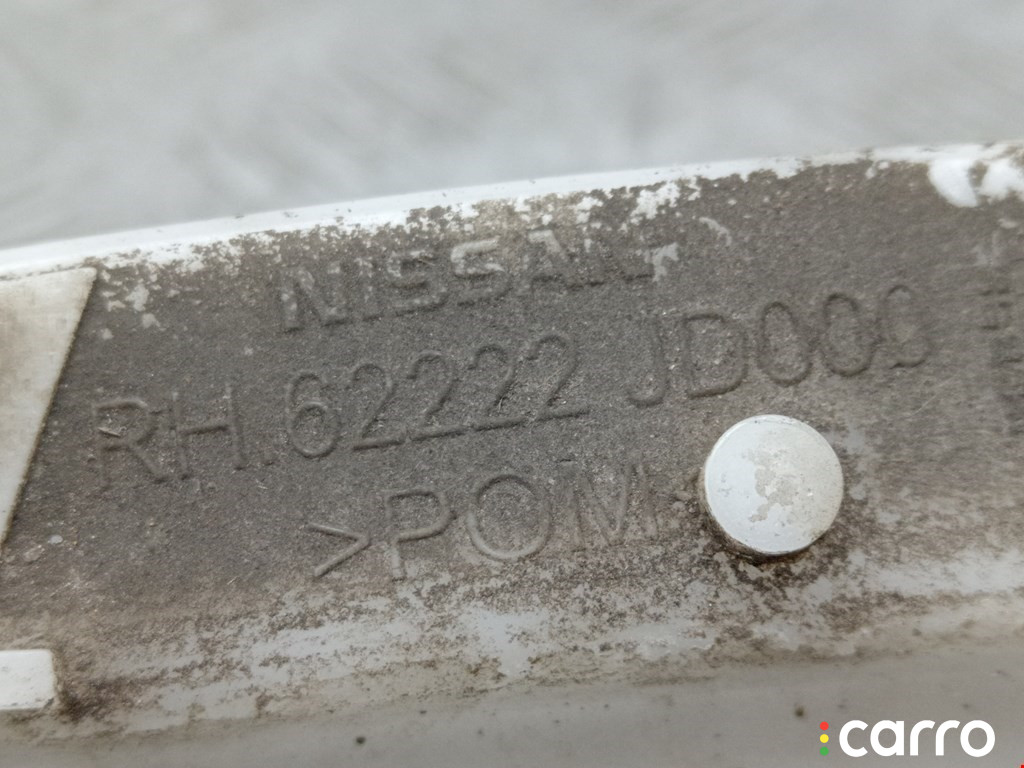 NISSAN
RH.62222 JD000
>POM
carro